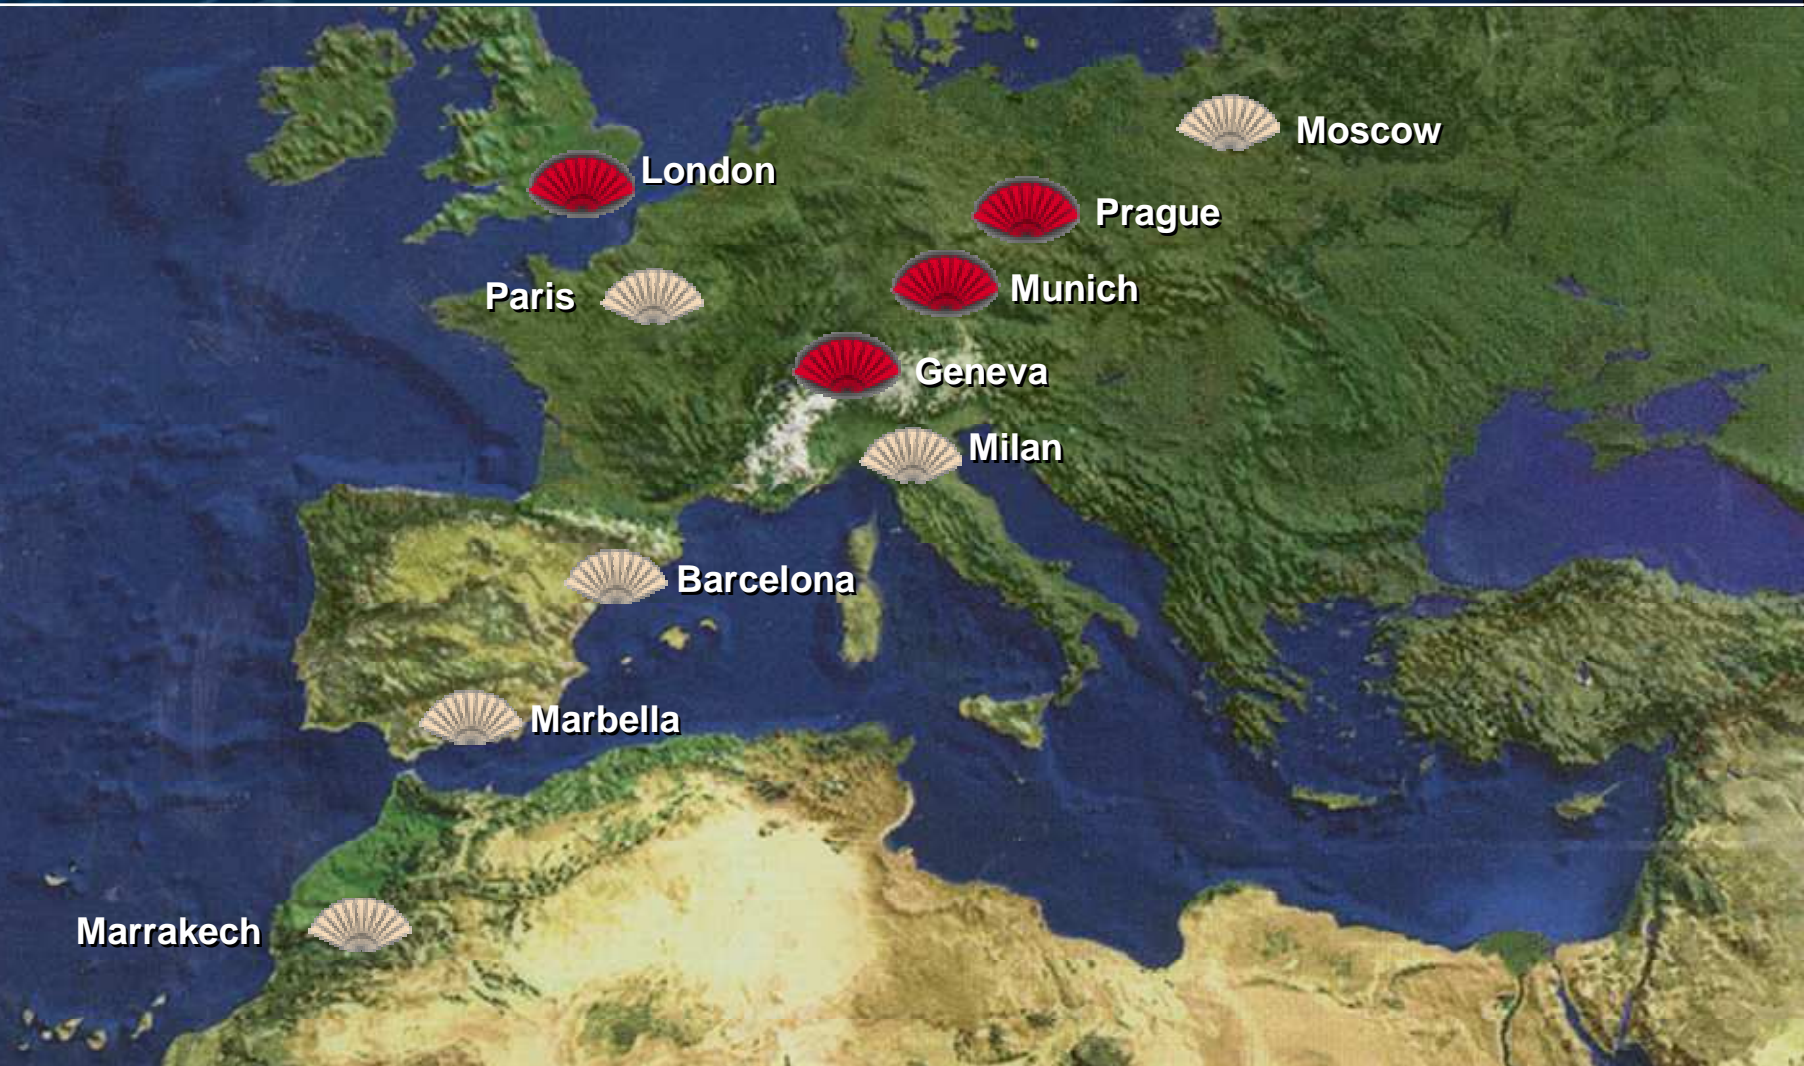 Moscow
London
Prague
Munich
Paris
Geneva
Milan
Barcelona
Marbella
Marrakech